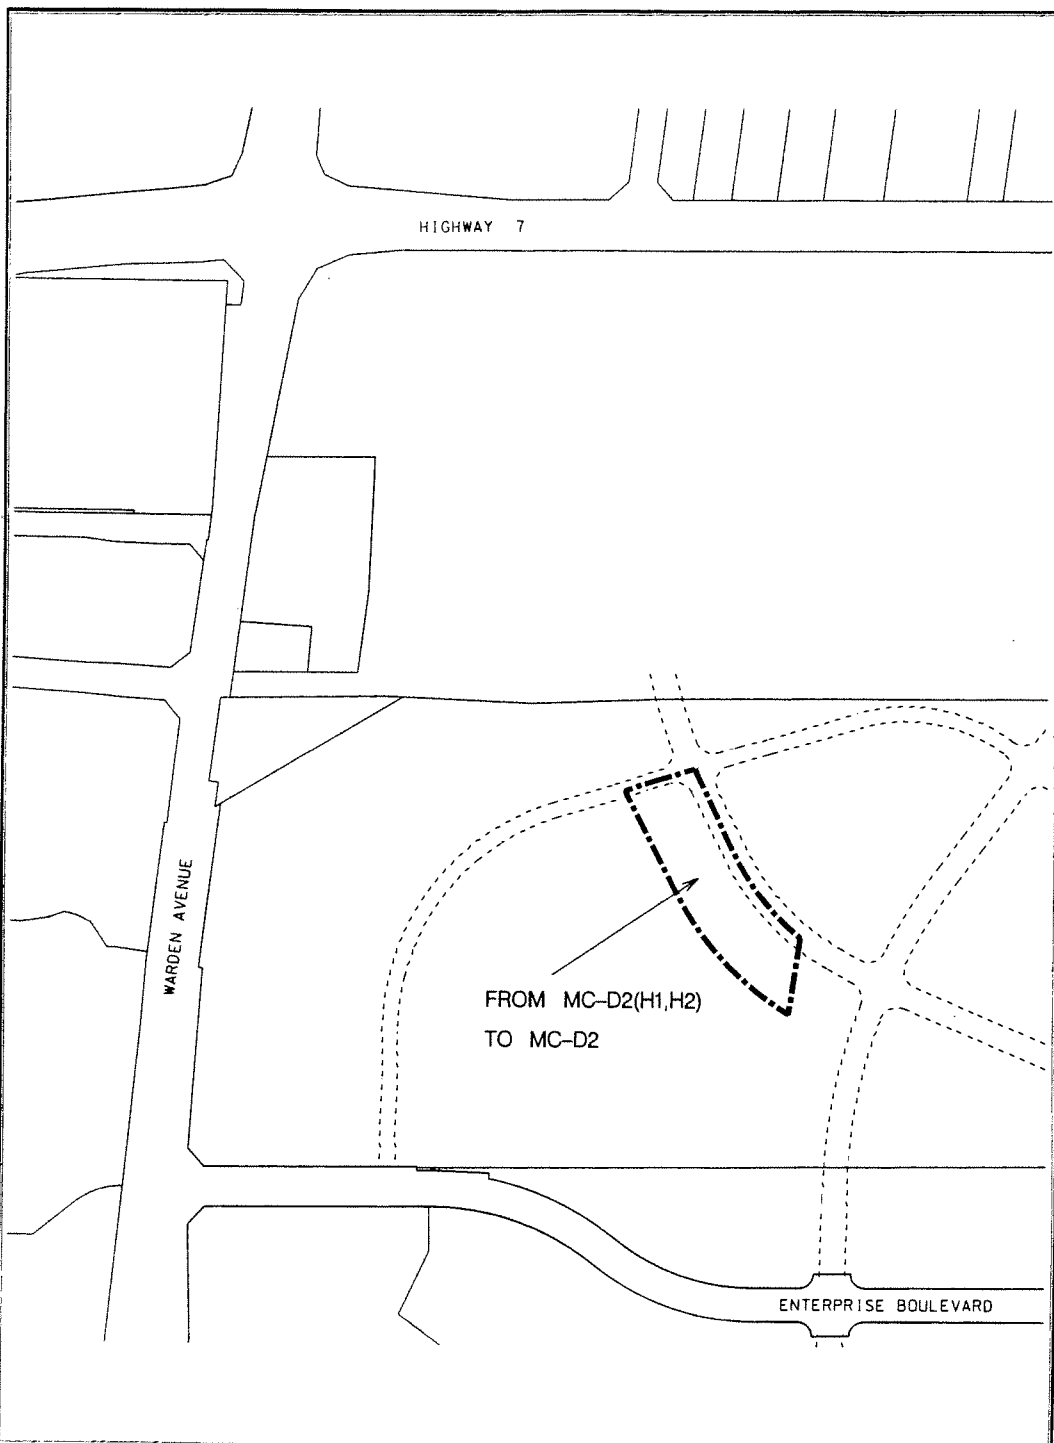 HIGHWAY 7
WARDEN AVENUE
FROM MC-D2(H1,H2)
TO MC-D2
ENTERPRISE BOULEVARD